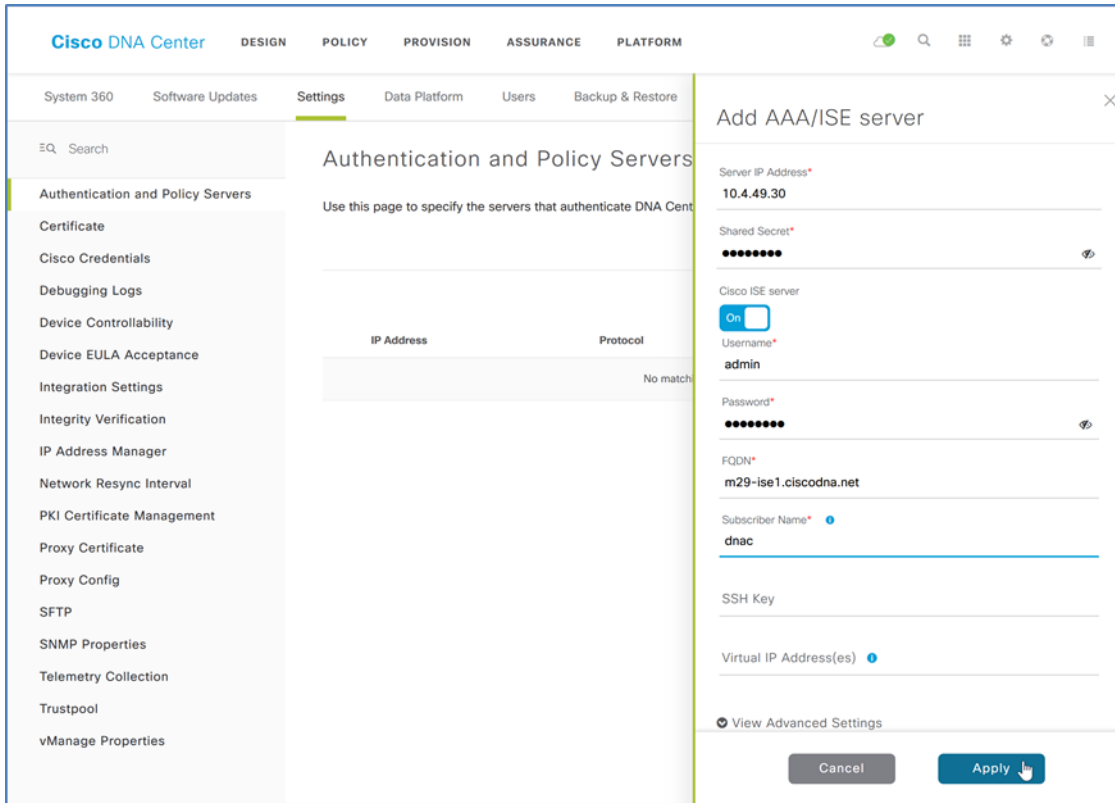 Cisco DNA Center DESIGN POLICY PROVISION ASSURANCE PLATFORM
System 360 Software Updates Settings Data Platform Users Backup & Restore
Search
Authentication and Policy Servers
Certificate
Cisco Credentials
Debugging Logs
Device Controllability
Device EULA Acceptance
Integration Settings
Integrity Verification
IP Address Manager
Network Resync Interval
PKI Certificate Management
Proxy Certificate
Proxy Config
SFTP
SNMP Properties
Telemetry Collection
Trustpool
vManage Properties
Authentication and Policy Servers
Use this page to specify the servers that authenticate DNA Cent
IP Address Protocol
No match
Add AAA/ISE server
Server IP Address*
10.4.49.30
Shared Secret*
••••••••
Cisco ISE server
On
Username*
admin
Password*
••••••••
FQDN*
m29-ise1.ciscodna.net
Subscriber Name*
dnac
SSH Key
Virtual IP Address(es)
View Advanced Settings
Cancel Apply